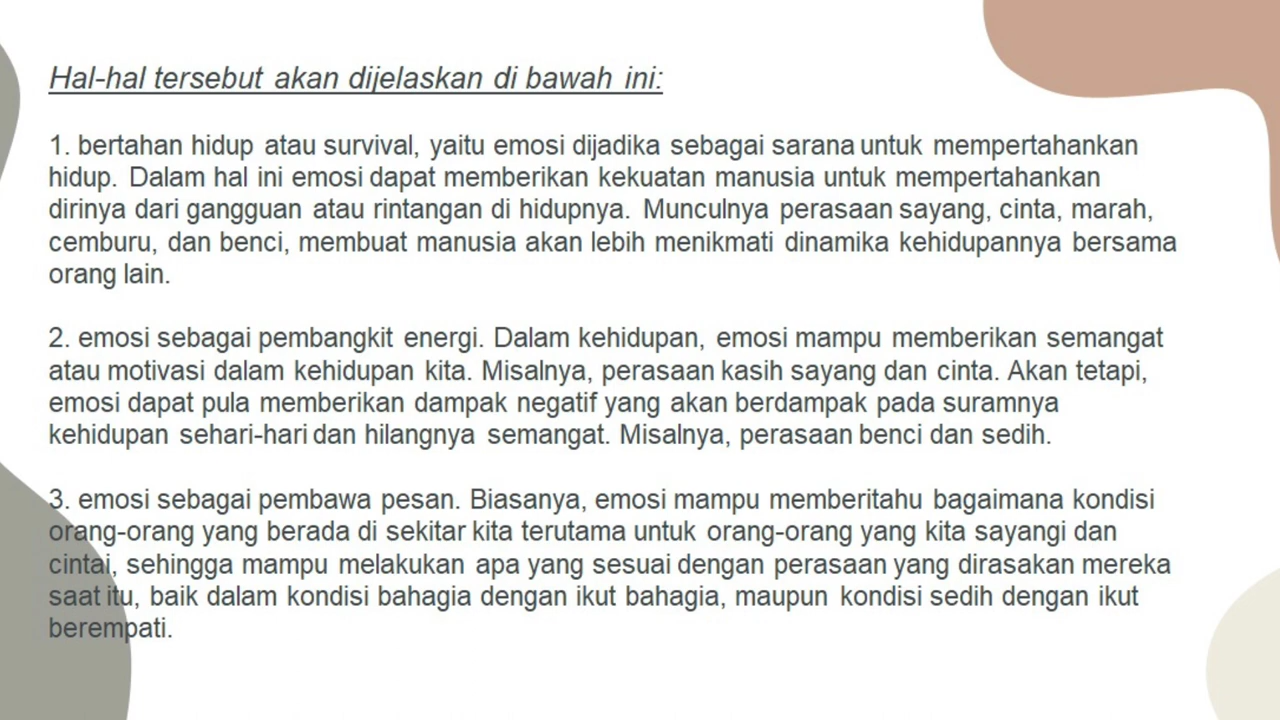 Hal-hal tersebut akan dijelaskan di bawah ini:
1. bertahan hidup atau survival, yaitu emosi dijadika sebagai sarana untuk mempertahankan
hidup. Dalam hal ini emosi dapat memberikan kekuatan manusia untuk mempertahankan
dirinya dari gangguan atau rintangan di hidupnya. Munculnya perasaan sayang, cinta, marah,
cemburu, dan benci, membuat manusia akan lebih menikmati dinamika kehidupannya bersama
orang lain.
2. emosi sebagai pembangkit energi. Dalam kehidupan, emosi mampu memberikan semangat
atau motivasi dalam kehidupan kita. Misalnya, perasaan kasih sayang dan cinta. Akan tetapi,
emosi dapat pula memberikan dampak negatif yang akan berdampak pada suramnya
kehidupan sehari-hari dan hilangnya semangat. Misalnya, perasaan benci dan sedih.
3. emosi sebagai pembawa pesan. Biasanya, emosi mampu memberitahu bagaimana kondisi
orang-orang yang berada di sekitar kita terutama untuk orang-orang yang kita sayangi dan
cintai, sehingga mampu melakukan apa yang sesuai dengan perasaan yang dirasakan mereka
saat itu, baik dalam kondisi bahagia dengan ikut bahagia, maupun kondisi sedih dengan ikut
berempati.